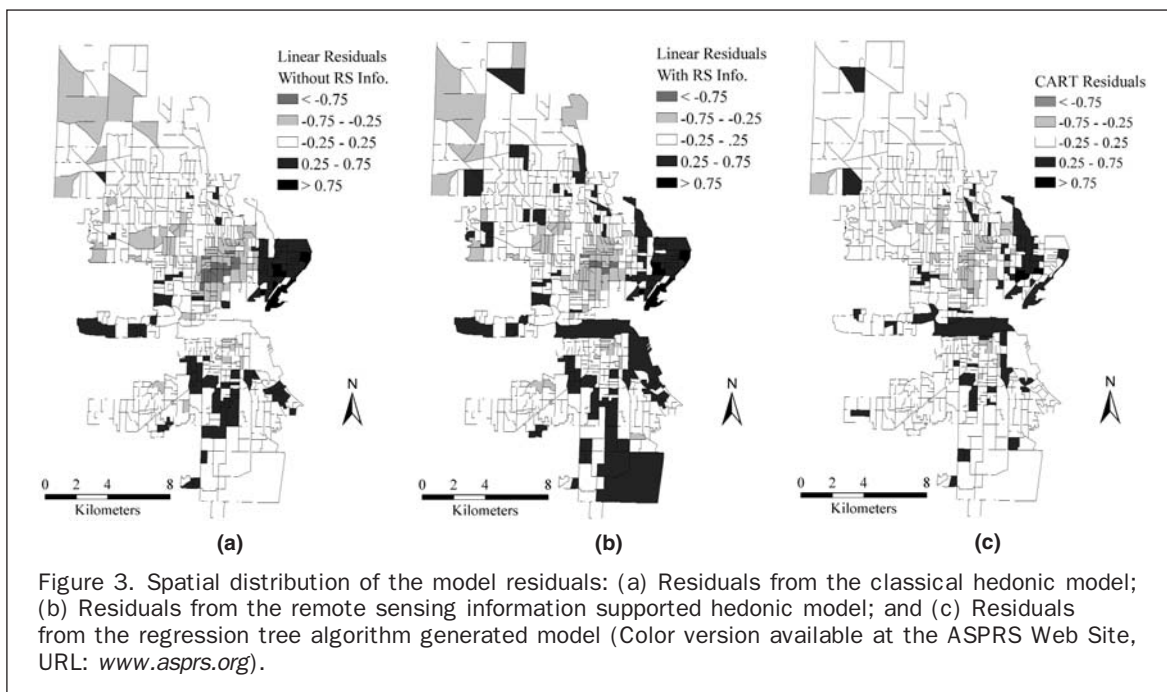 Linear Residuals
Without RS Info.
< -0.75
-0.75 - -0.25
-0.25 - 0.25
0.25 - 0.75
> 0.75
N
0 2 4 8
Kilometers
(a)
Linear Residuals
With RS Info.
< -0.75
-0.75 - -0.25
-0.25 - .25
0.25 - 0.75
> 0.75
N
0 2 4 8
Kilometers
(b)
CART Residuals
< -0.75
-0.75 - -0.25
-0.25 - 0.25
0.25 - 0.75
> 0.75
N
0 2 4 8
Kilometers
(c)
Figure 3. Spatial distribution of the model residuals: (a) Residuals from the classical hedonic model;
(b) Residuals from the remote sensing information supported hedonic model; and (c) Residuals
from the regression tree algorithm generated model (Color version available at the ASPRS Web Site,
URL: www.asprs.org).